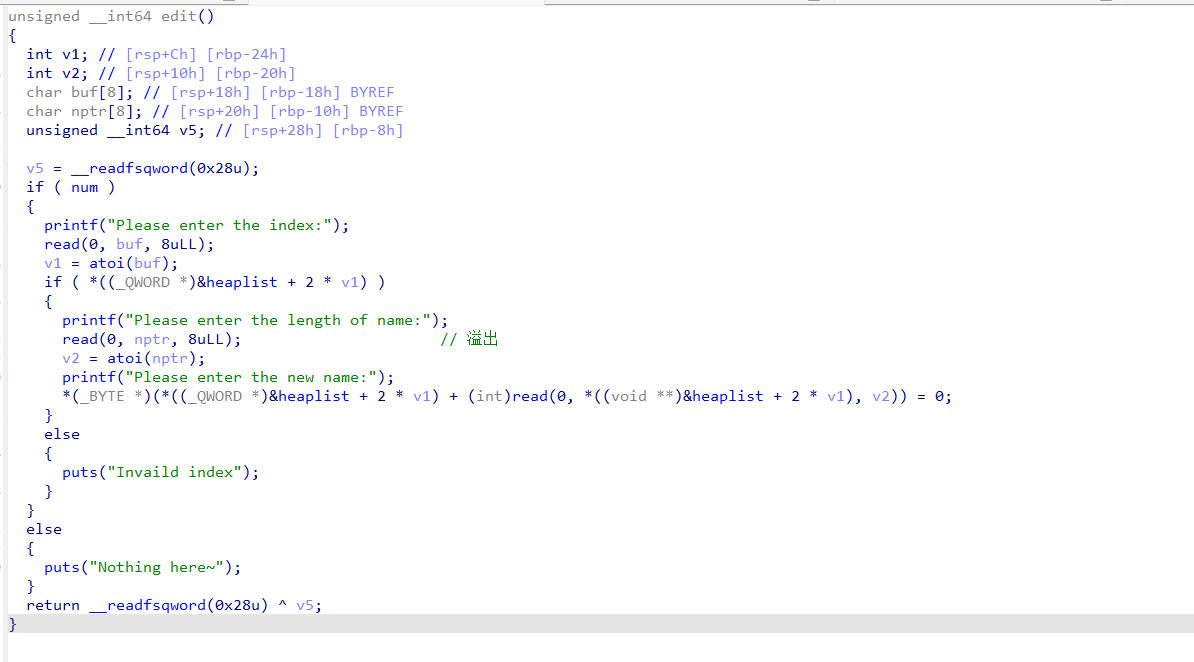 unsigned __int64 edit()
{
  int v1; // [rsp+Ch] [rbp-24h]
  int v2; // [rsp+10h] [rbp-20h]
  char buf[8]; // [rsp+18h] [rbp-18h] BYREF
  char nptr[8]; // [rsp+20h] [rbp-10h] BYREF
  unsigned __int64 v5; // [rsp+28h] [rbp-8h]

  v5 = __readfsqword(0x28u);
  if ( num )
  {
    printf("Please enter the index:");
    read(0, buf, 8uLL);
    v1 = atoi(buf);
    if ( *((_QWORD *)&heaplist + 2 * v1) )
    {
      printf("Please enter the length of name:");
      read(0, nptr, 8uLL);                      // 溢出
      v2 = atoi(nptr);
      printf("Please enter the new name:");
      *(_BYTE *)(*((_QWORD *)&heaplist + 2 * v1) + (int)read(0, *((void **)&heaplist + 2 * v1), v2)) = 0;
    }
    else
    {
      puts("Invaild index");
    }
  }
  else
  {
    puts("Nothing here~");
  }
  return __readfsqword(0x28u) ^ v5;
}